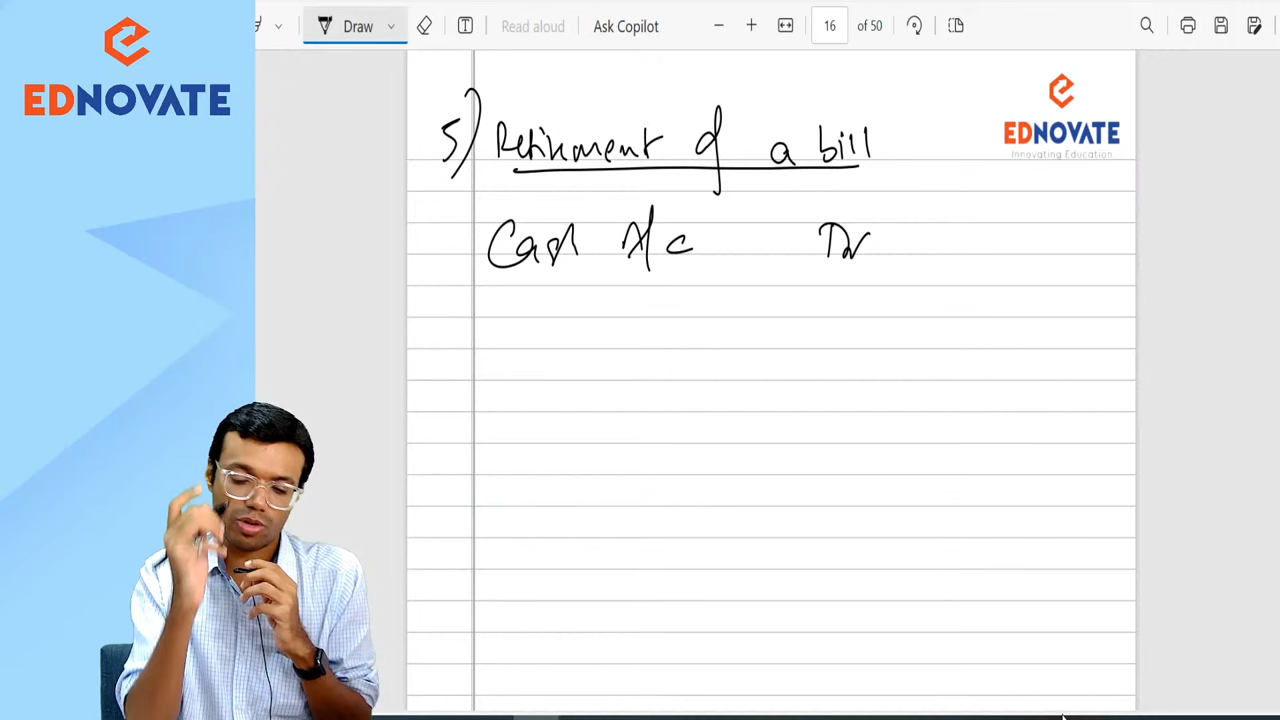 Draw
Read aloud
Ask Copilot
16 of 50
EDNOVATE
EDNOVATE
Innovating Education
5) Retirement of a bill
Cash A/c Dr